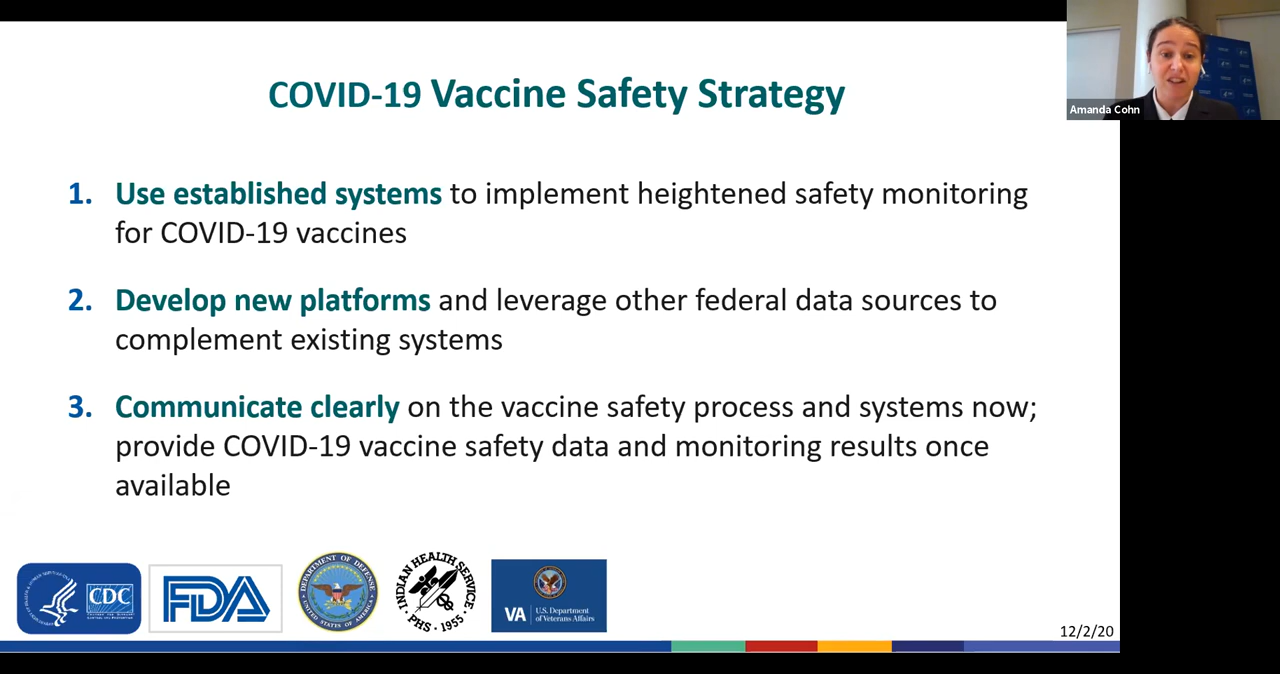 COVID-19 Vaccine Safety Strategy
Amanda Cohn
1. Use established systems to implement heightened safety monitoring
for COVID-19 vaccines
2. Develop new platforms and leverage other federal data sources to
complement existing systems
3. Communicate clearly on the vaccine safety process and systems now;
provide COVID-19 vaccine safety data and monitoring results once
available
CDC
FDA
DEPARTMENT OF DEFENSE
UNITED STATES OF AMERICA
INDIAN HEALTH SERVICE
PHS · 1955
VA
U.S. Department
of Veterans Affairs
12/2/20